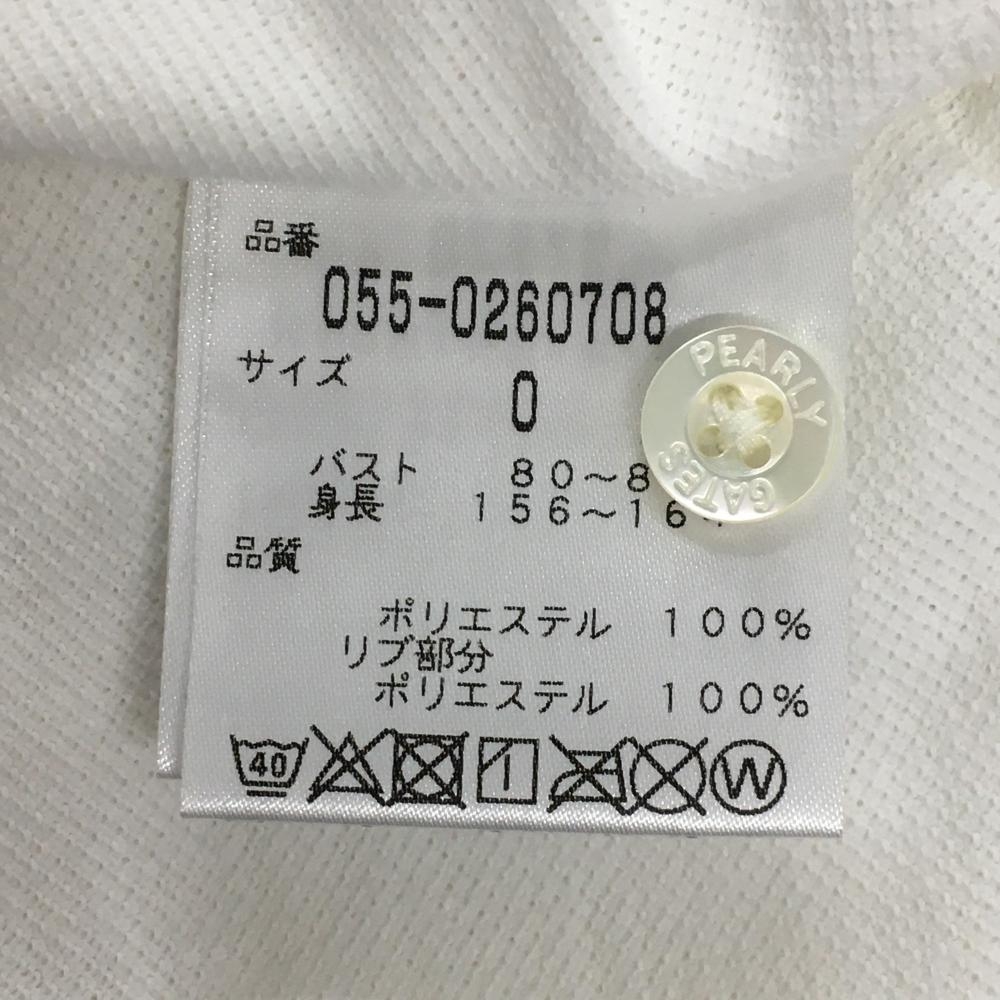 品番
055-0260708
サイズ
0
バスト 80～8
身長 156～16
品質
ポリエステル 100%
リブ部分
ポリエステル 100%
40
W
PEARLY
GATES